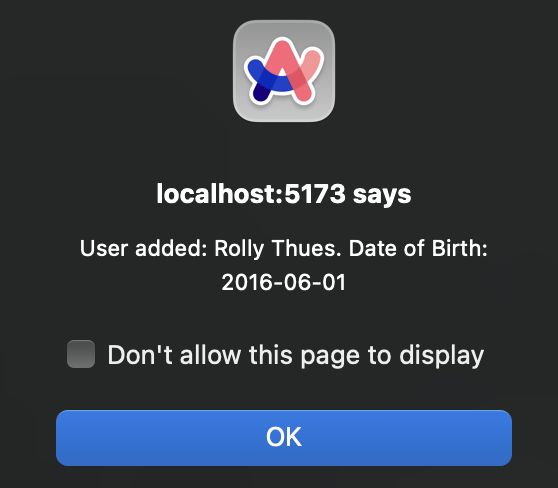 localhost:5173 says
User added: Rolly Thues. Date of Birth:
2016-06-01
Don't allow this page to display
OK